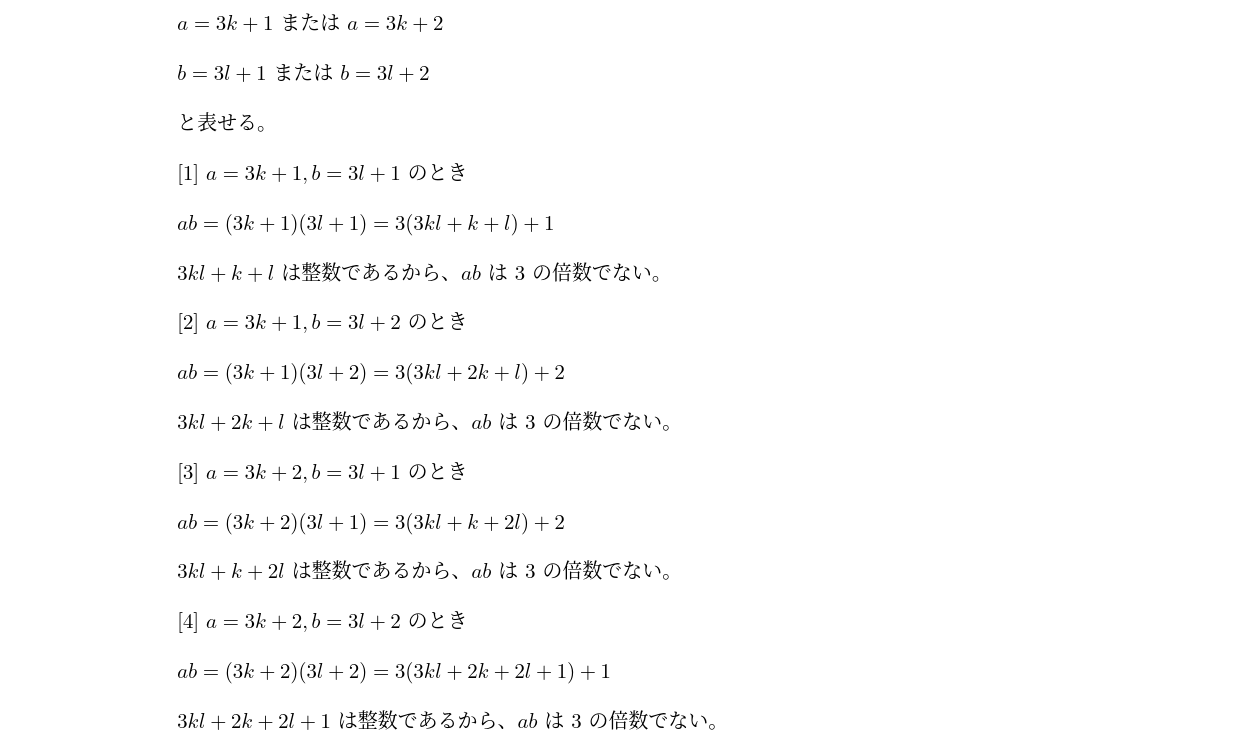 a = 3k + 1 または a = 3k + 2
b = 3l + 1 または b = 3l + 2
と表せる。
[1] a = 3k + 1, b = 3l + 1 のとき
ab = (3k + 1)(3l + 1) = 3(3kl + k + l) + 1
3kl + k + l は整数であるから、ab は 3 の倍数でない。
[2] a = 3k + 1, b = 3l + 2 のとき
ab = (3k + 1)(3l + 2) = 3(3kl + 2k + l) + 2
3kl + 2k + l は整数であるから、ab は 3 の倍数でない。
[3] a = 3k + 2, b = 3l + 1 のとき
ab = (3k + 2)(3l + 1) = 3(3kl + k + 2l) + 2
3kl + k + 2l は整数であるから、ab は 3 の倍数でない。
[4] a = 3k + 2, b = 3l + 2 のとき
ab = (3k + 2)(3l + 2) = 3(3kl + 2k + 2l + 1) + 1
3kl + 2k + 2l + 1 は整数であるから、ab は 3 の倍数でない。